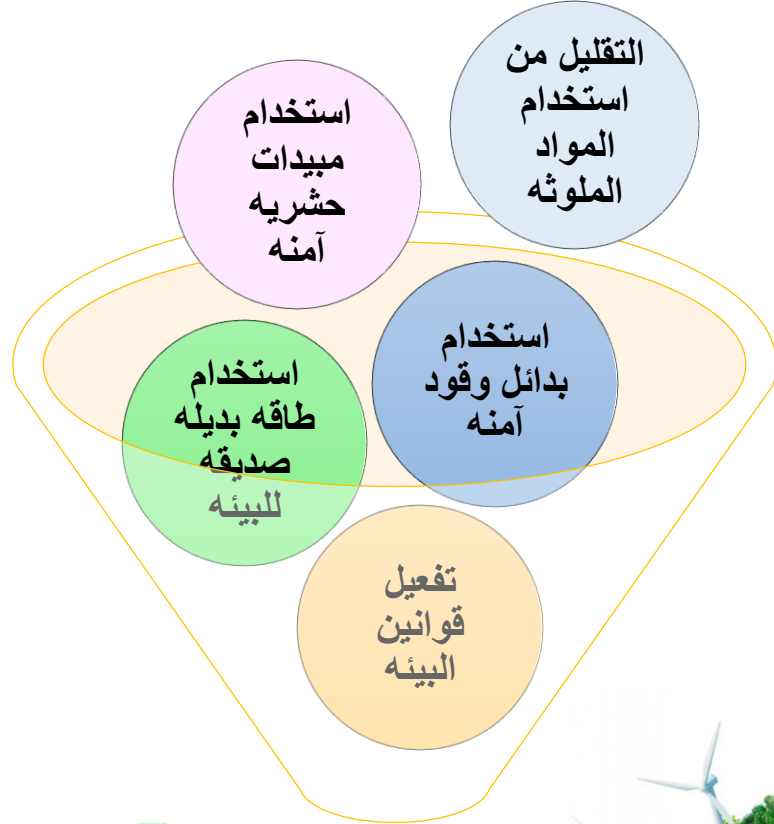 التقليل من
استخدام
المواد
الملوثه
استخدام
مبيدات
حشريه
آمنه
استخدام
بدائل وقود
آمنه
استخدام
طاقه بديله
صديقه
للبيئه
تفعيل
قوانين
البيئه